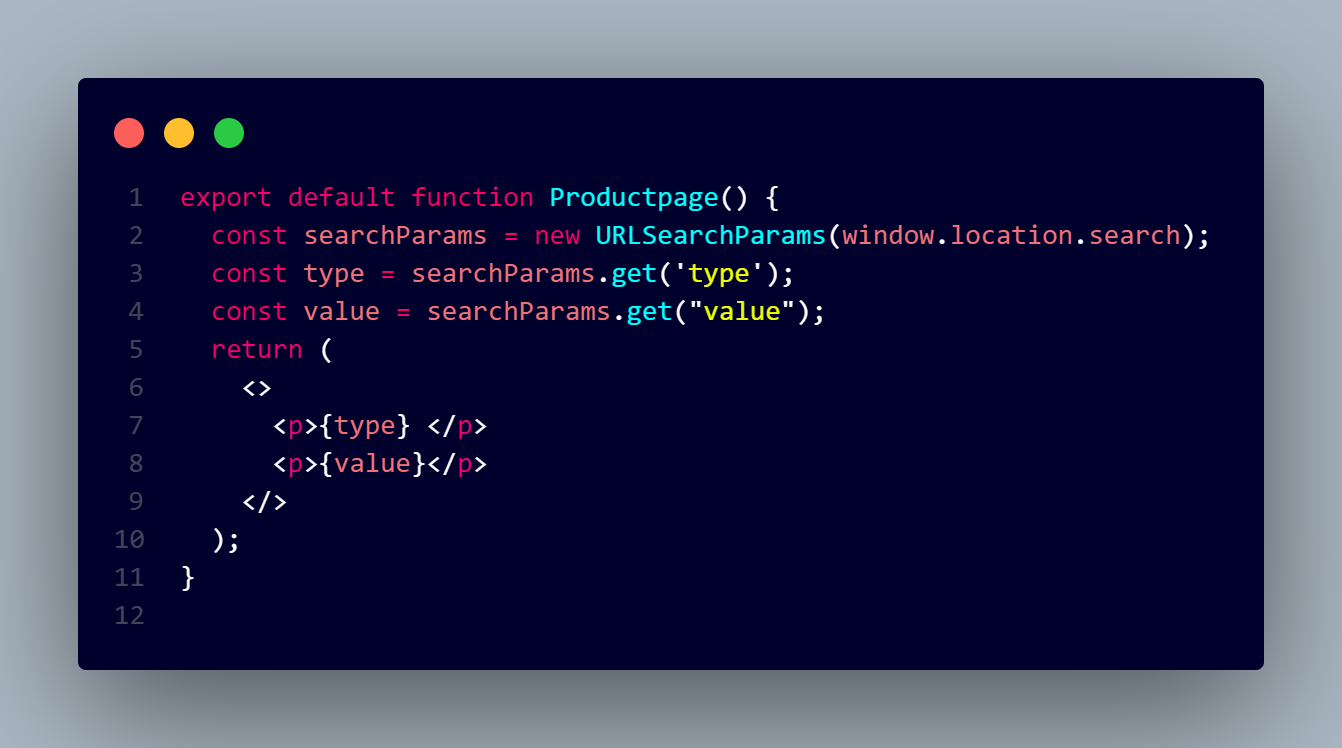 1 export default function Productpage() {
2   const searchParams = new URLSearchParams(window.location.search);
3   const type = searchParams.get('type');
4   const value = searchParams.get("value");
5   return (
6     <>
7       <p>{type} </p>
8       <p>{value}</p>
9     </>
10   );
11 }
12